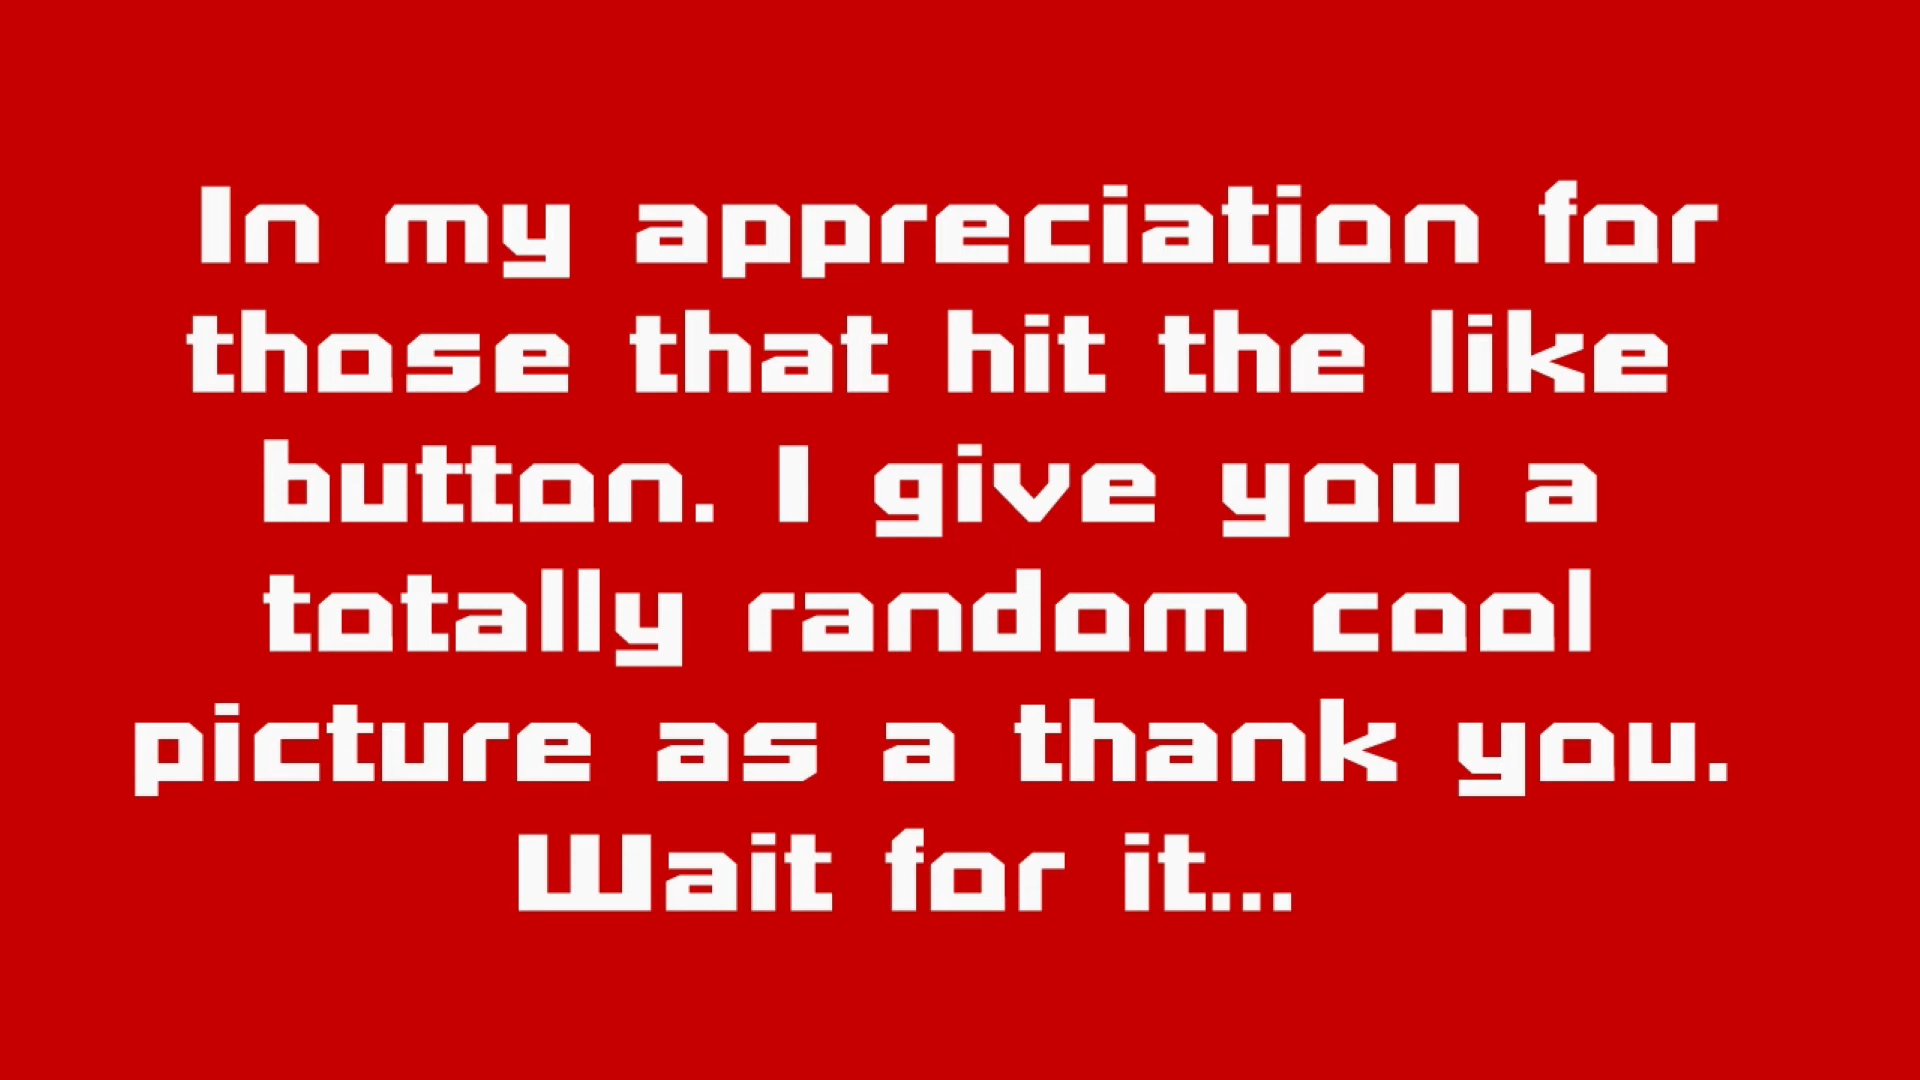 In my appreciation for
those that hit the like
button. I give you a
totally random cool
picture as a thank you.
Wait for it...